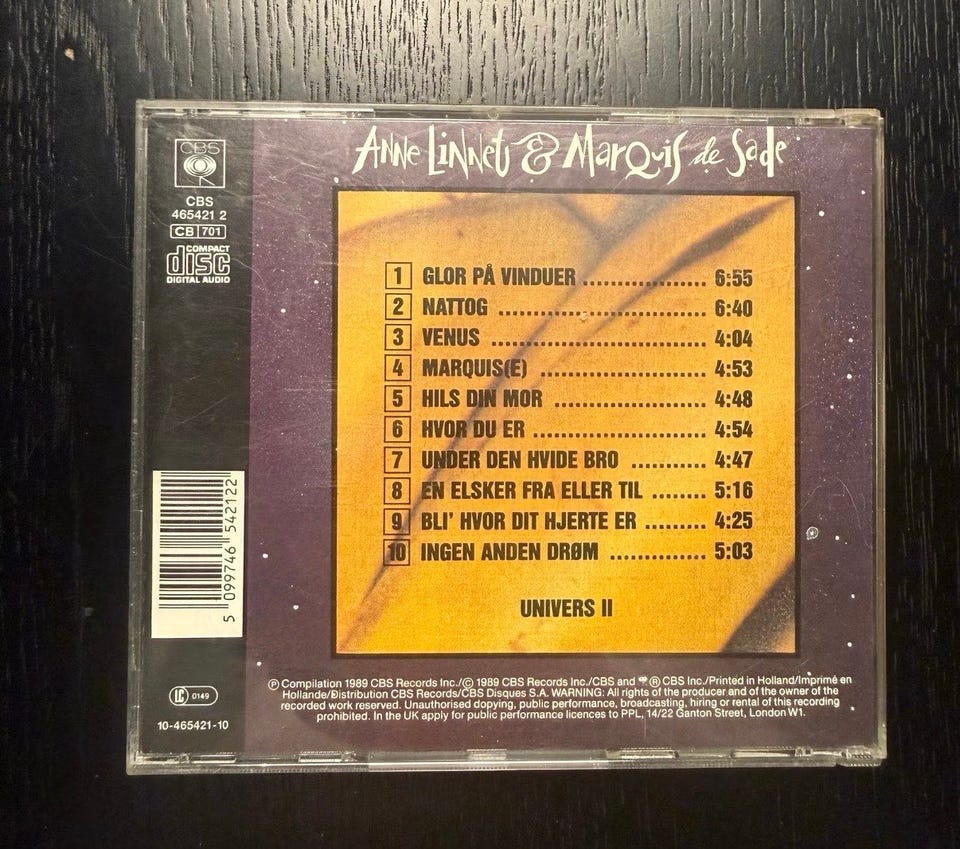 Anne Linnet & Marquis de Sade
CBS
CBS
465421 2
CB 701
COMPACT
disc
DIGITAL AUDIO
1 GLOR PÅ VINDUER .................. 6:55
2 NATTOG .............................. 6:40
3 VENUS ............................... 4:04
4 MARQUIS(E) ........................ 4:53
5 HILS DIN MOR ...................... 4:48
6 HVOR DU ER ......................... 4:54
7 UNDER DEN HVIDE BRO ........... 4:47
8 EN ELSKER FRA ELLER TIL ........ 5:16
9 BLI' HVOR DIT HJERTE ER ......... 4:25
10 INGEN ANDEN DRØM .............. 5:03
UNIVERS II
5 099746 542122
LC 0149
10-465421-10
Ⓟ Compilation 1989 CBS Records Inc./© 1989 CBS Records Inc./CBS and ® CBS Inc./Printed in Holland/Imprimé en
Hollande/Distribution CBS Records/CBS Disques S.A. WARNING: All rights of the producer and of the owner of the
recorded work reserved. Unauthorised dopying, public performance, broadcasting, hiring or rental of this recording
prohibited. In the UK apply for public performance licences to PPL, 14/22 Ganton Street, London W1.